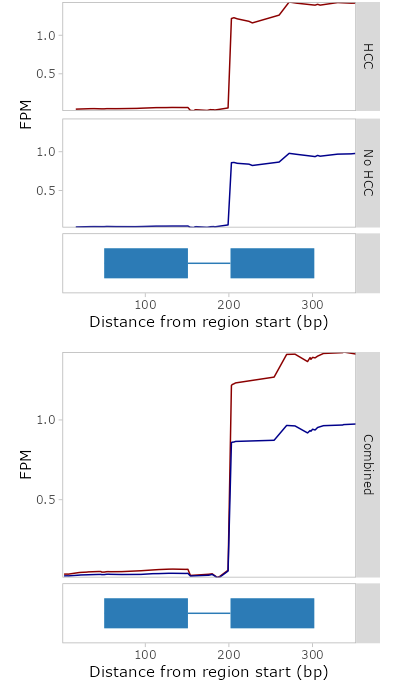 1.0
0.5
HCC
FPM
1.0
0.5
No HCC
100 200 300
Distance from region start (bp)
1.0
0.5
FPM
Combined
100 200 300
Distance from region start (bp)